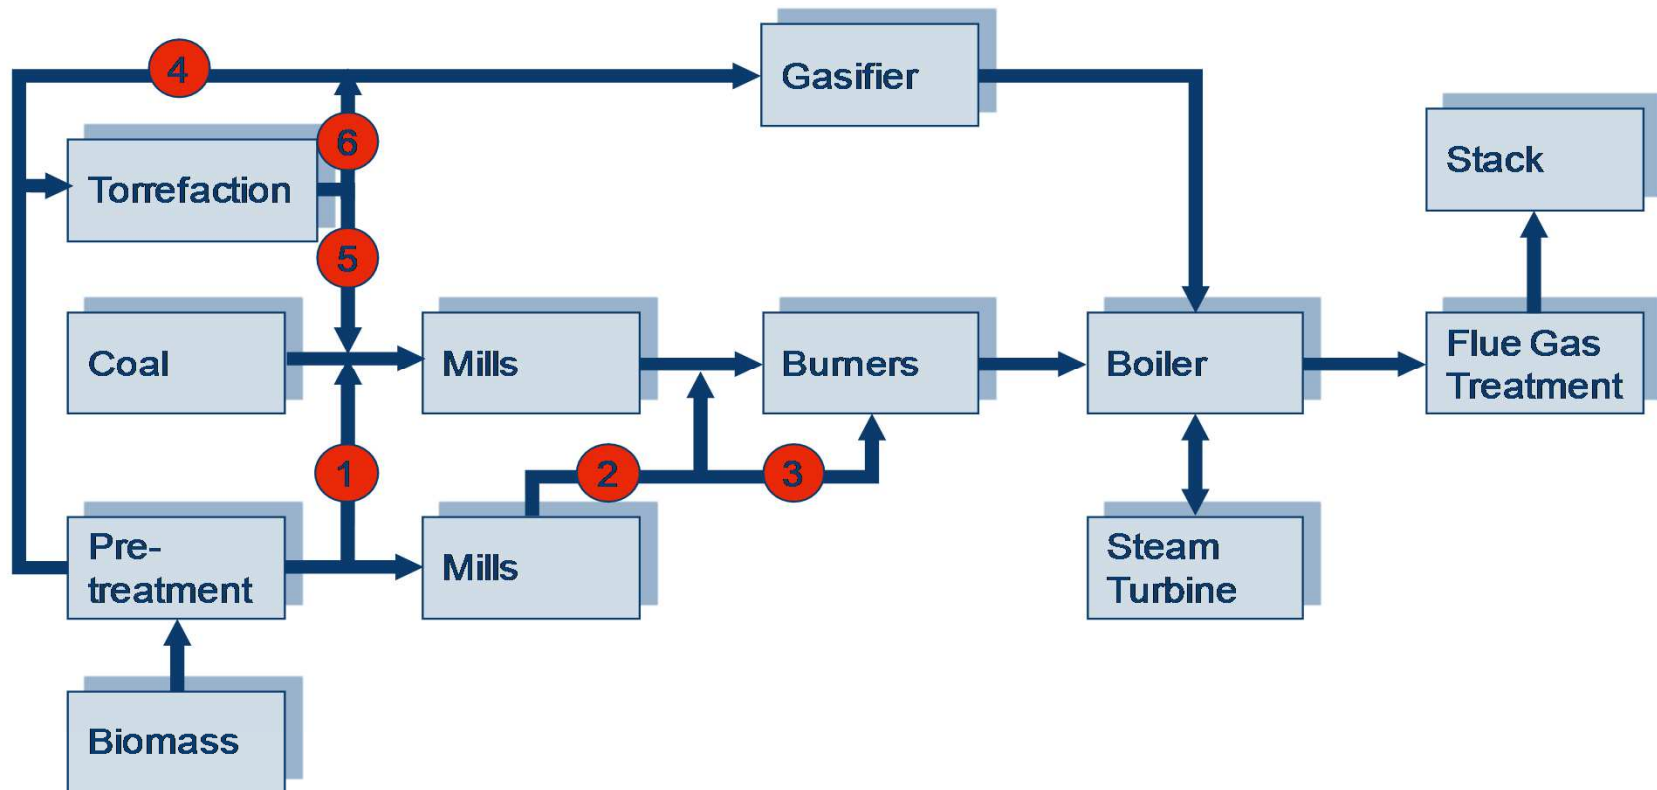 4
Gasifier
6
Torrefaction
Stack
5
Coal
Mills
Burners
Boiler
Flue Gas
Treatment
1
2
3
Pre-
treatment
Mills
Steam
Turbine
Biomass